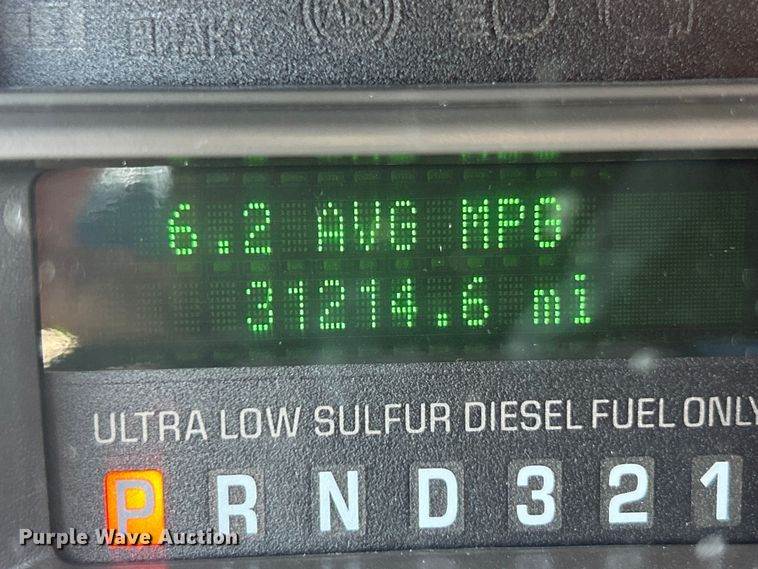 BRAKE
ABS
6.2 AVG MPG
31214.6 mi
ULTRA LOW SULFUR DIESEL FUEL ONLY
P R N D 3 2 1
Purple Wave Auction